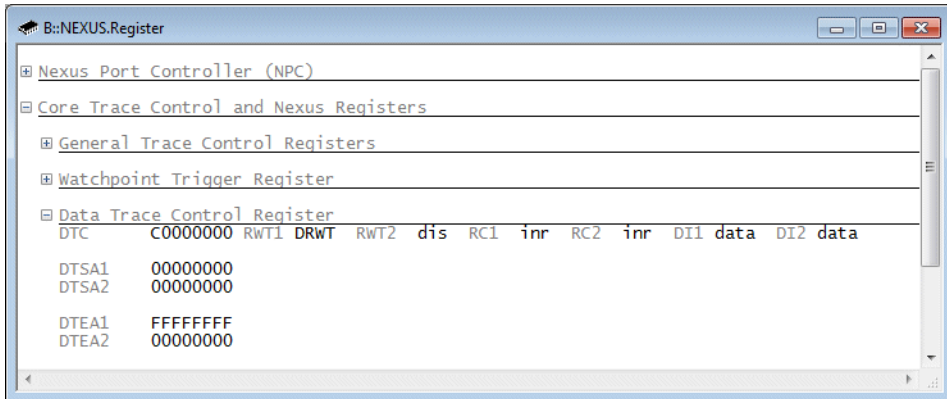 B::NEXUS.Register
Nexus Port Controller (NPC)
Core Trace Control and Nexus Registers
General Trace Control Registers
Watchpoint Trigger Register
Data Trace Control Register
DTC C0000000 RWT1 DRWT RWT2 dis RC1 inr RC2 inr DI1 data DI2 data
DTSA1 00000000
DTSA2 00000000
DTEA1 FFFFFFFF
DTEA2 00000000